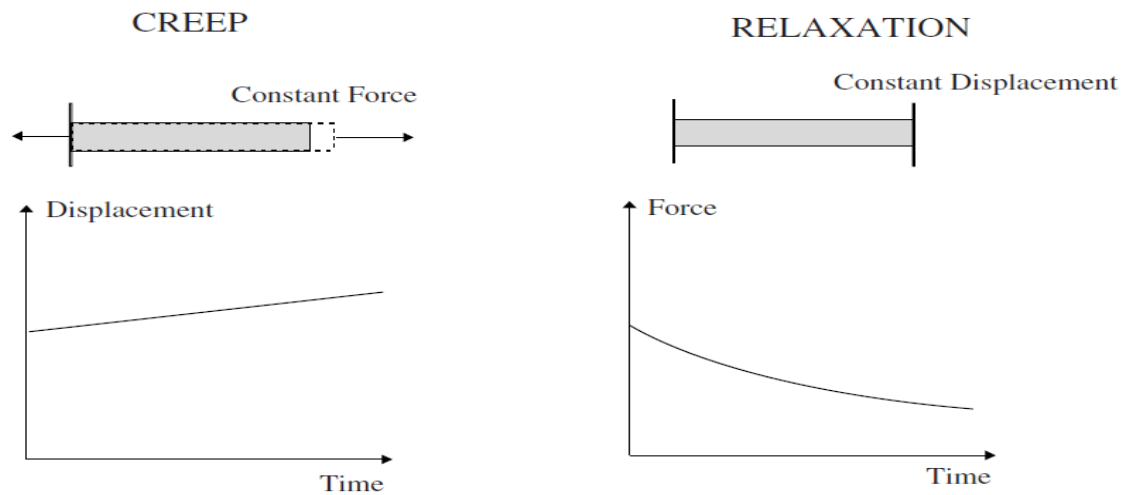 CREEP
Constant Force
Displacement
Time
RELAXATION
Constant Displacement
Force
Time